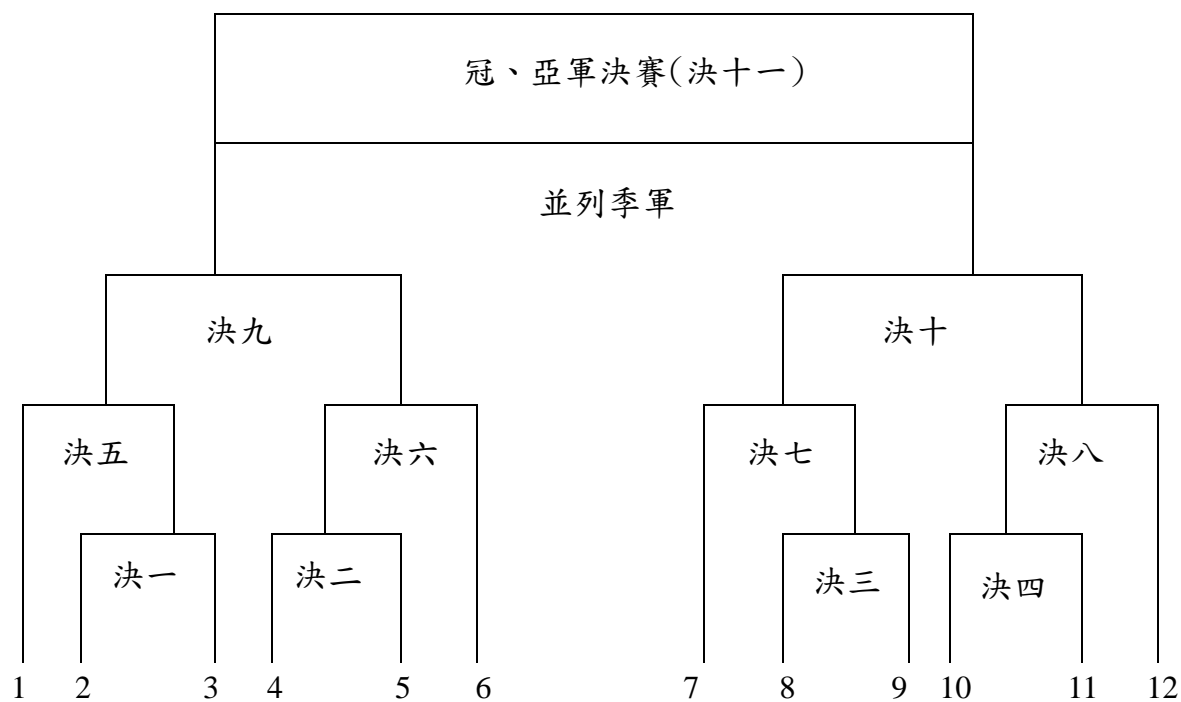 冠、亞軍決賽(決十一)
並列季軍
決九 決十
決五 決六 決七 決八
決一 決二 決三 決四
1 2 3 4 5 6 7 8 9 10 11 12